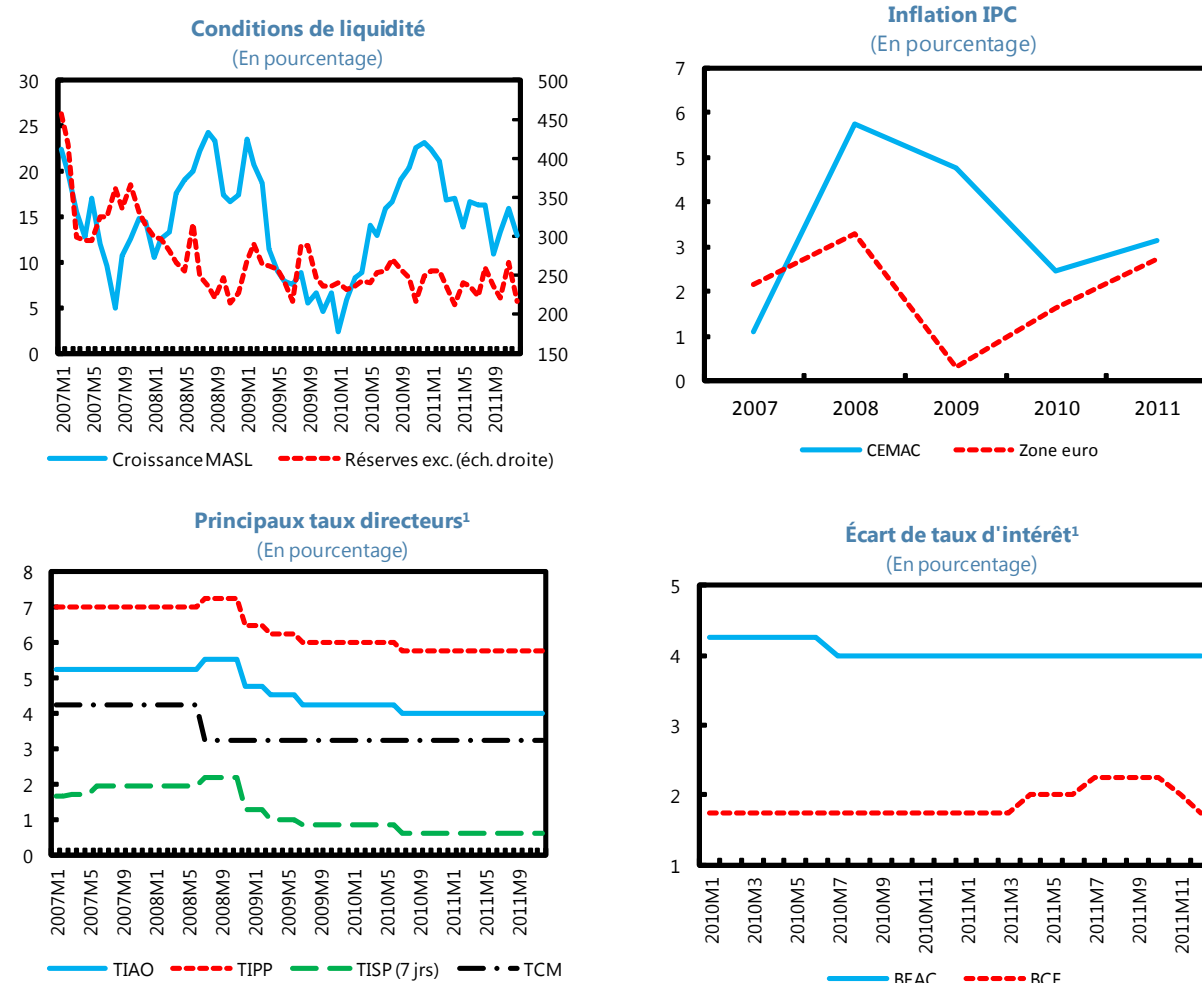 Conditions de liquidité
(En pourcentage)
30
25
20
15
10
5
0
500
450
400
350
300
250
200
150
2007M1
2007M5
2007M9
2008M1
2008M5
2008M9
2009M1
2009M5
2009M9
2010M1
2010M5
2010M9
2011M1
2011M5
2011M9
Croissance MASL
Réserves exc. (éch. droite)
Inflation IPC
(En pourcentage)
7
6
5
4
3
2
1
0
2007
2008
2009
2010
2011
CEMAC
Zone euro
Principaux taux directeurs¹
(En pourcentage)
8
7
6
5
4
3
2
1
0
2007M1
2007M5
2007M9
2008M1
2008M5
2008M9
2009M1
2009M5
2009M9
2010M1
2010M5
2010M9
2011M1
2011M5
2011M9
TIAO
TIPP
TISP (7 jrs)
TCM
Écart de taux d'intérêt¹
(En pourcentage)
5
4
3
2
1
2010M1
2010M3
2010M5
2010M7
2010M9
2010M11
2011M1
2011M3
2011M5
2011M7
2011M9
2011M11
BEAC
BCE